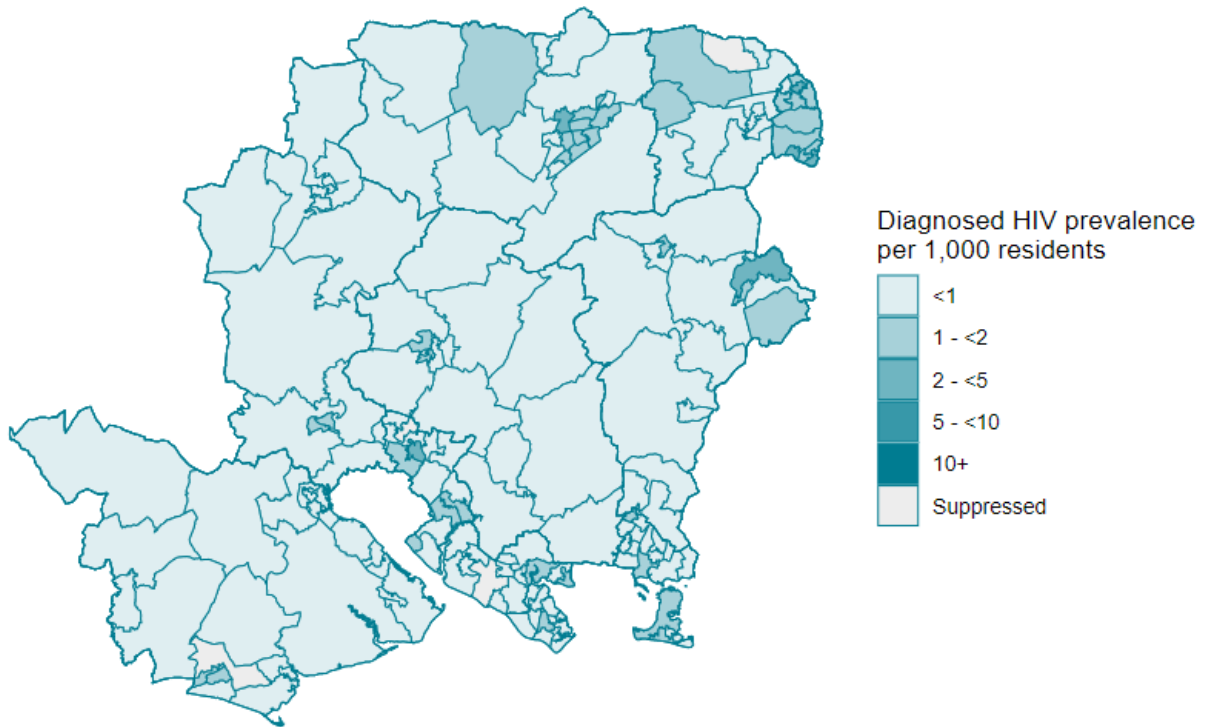 Diagnosed HIV prevalence
per 1,000 residents
<1
1 - <2
2 - <5
5 - <10
10+
Suppressed